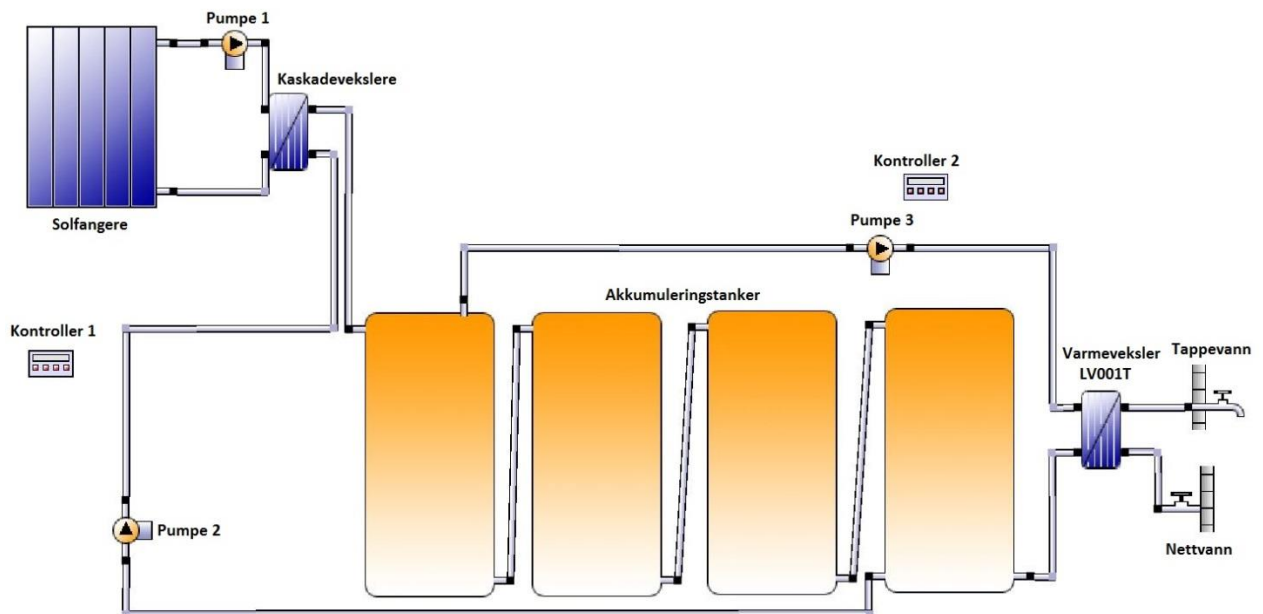 Pumpe 1
Kaskadevekslere
Solfangere
Kontroller 2
Pumpe 3
Akkumuleringstanker
Kontroller 1
Varmeveksler
LV001T
Tappevann
Pumpe 2
Nettvann